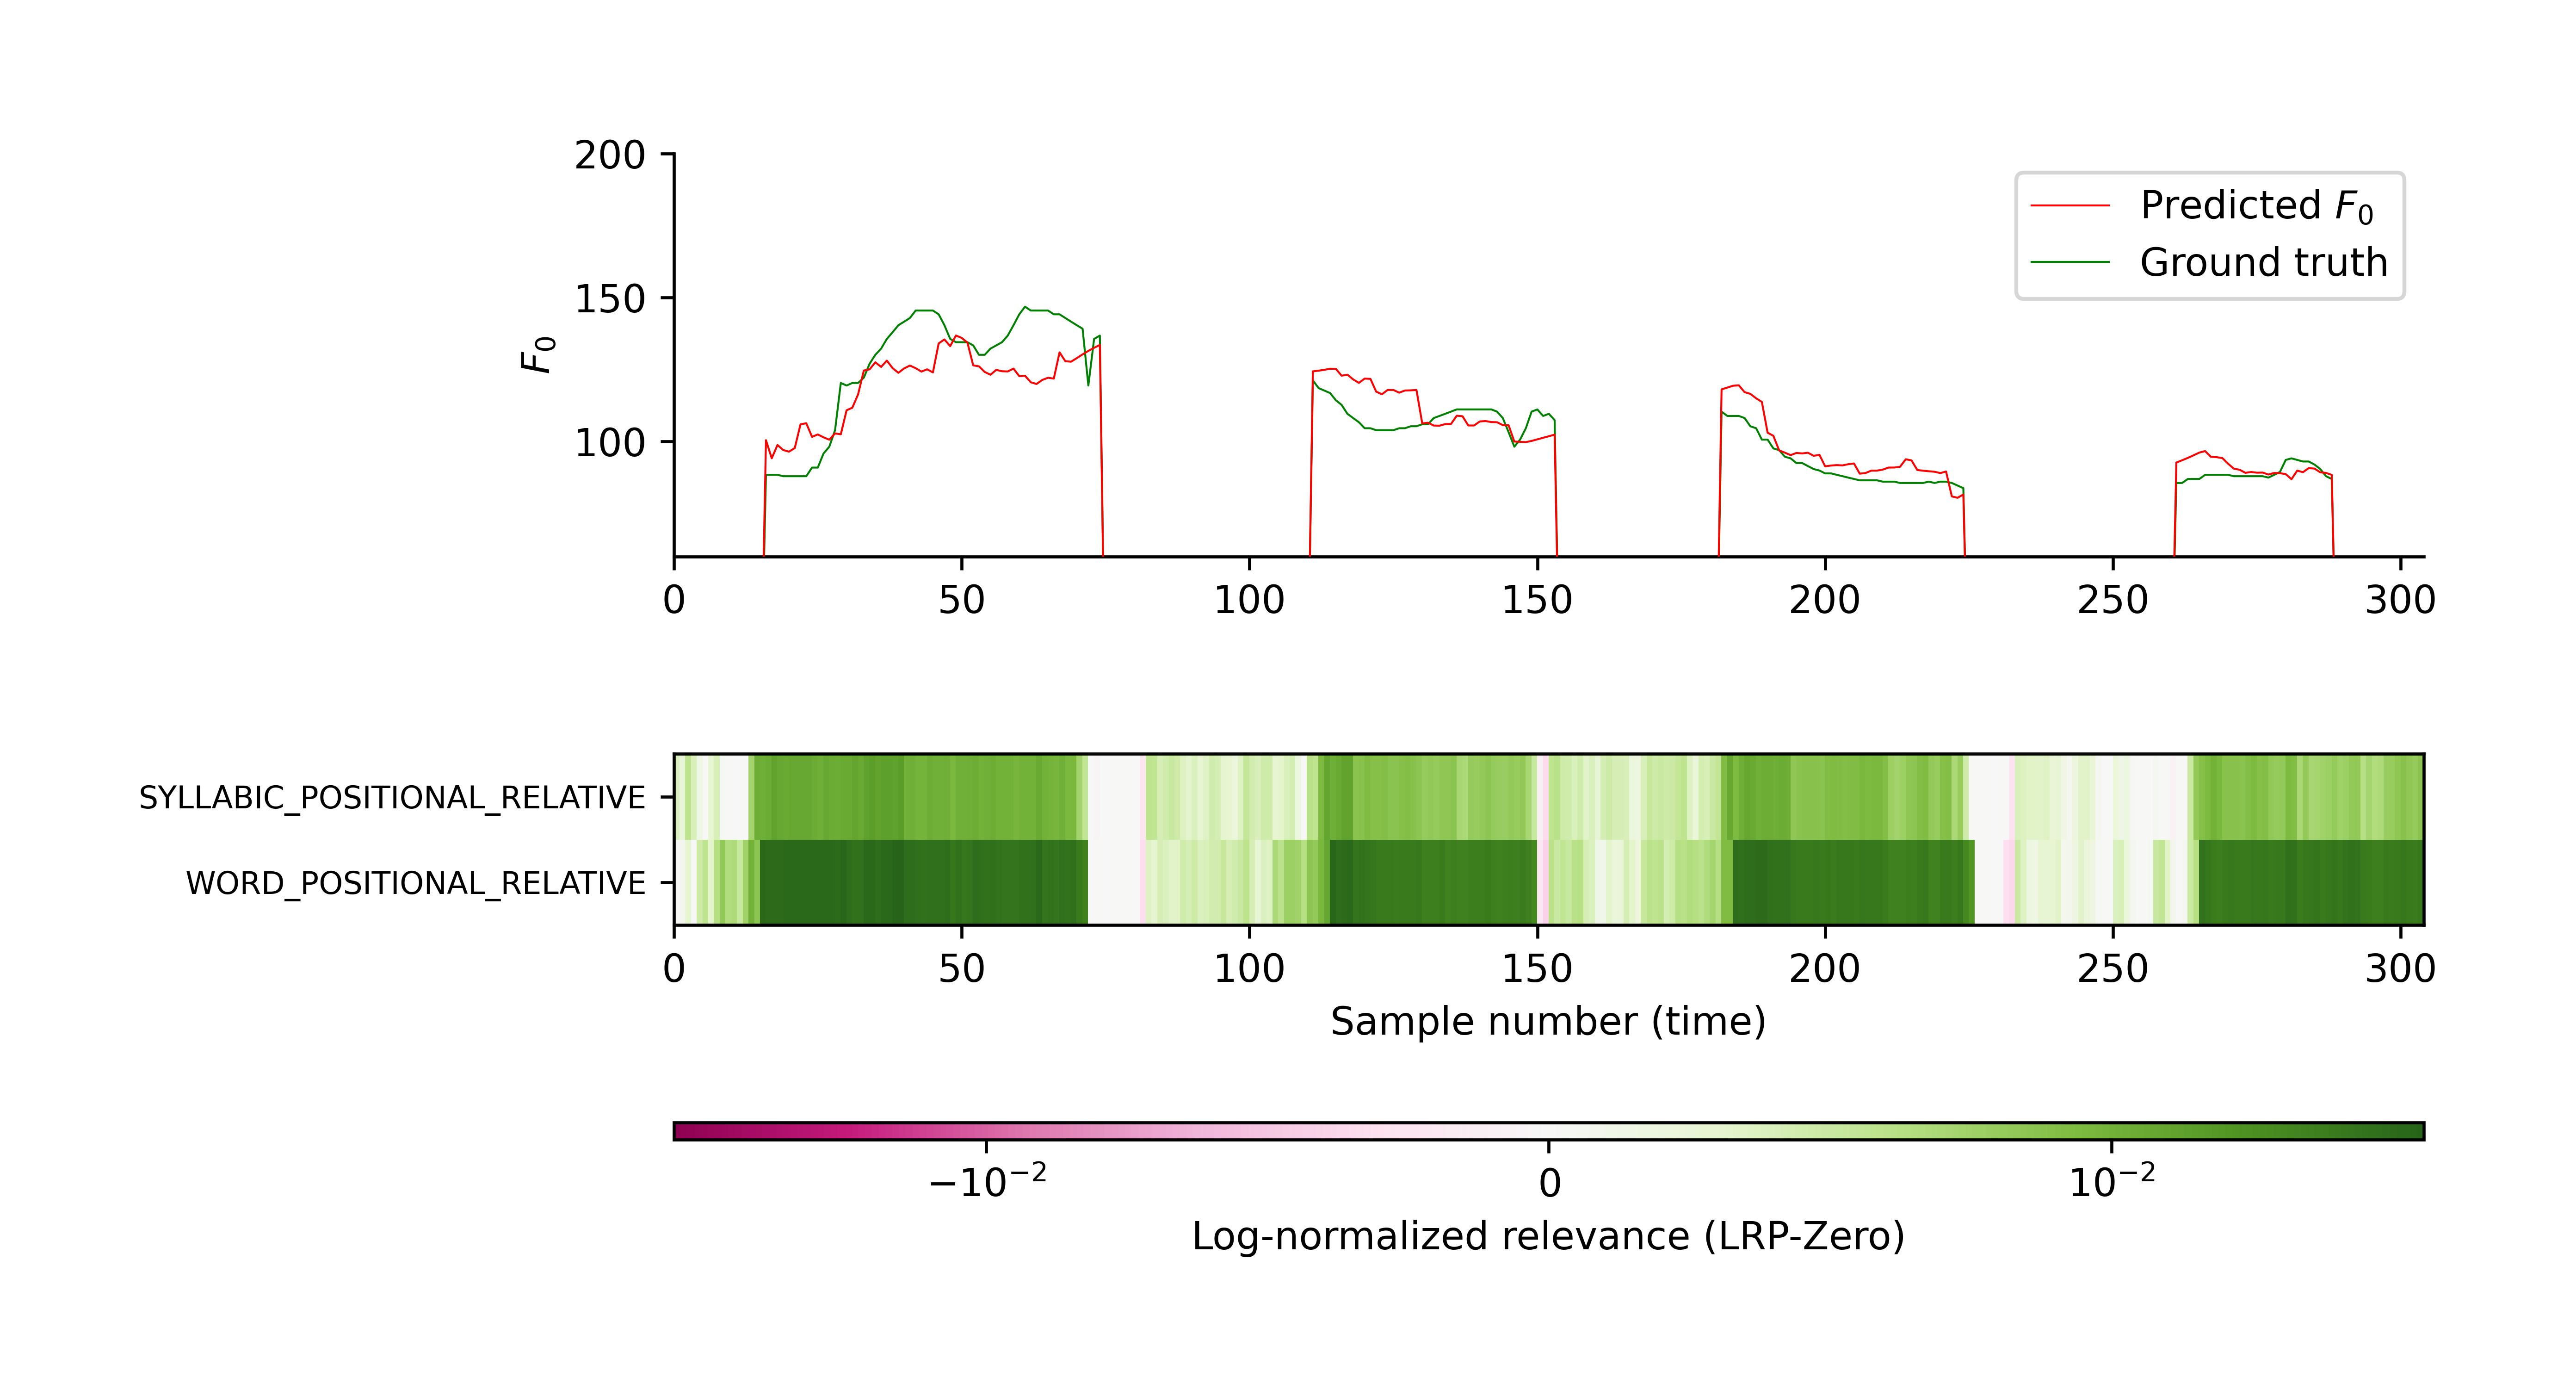 200
150
100
F₀
Predicted F₀
Ground truth
0 50 100 150 200 250 300
SYLLABIC_POSITIONAL_RELATIVE
WORD_POSITIONAL_RELATIVE
0 50 100 150 200 250 300
Sample number (time)
−10⁻² 0 10⁻²
Log-normalized relevance (LRP-Zero)